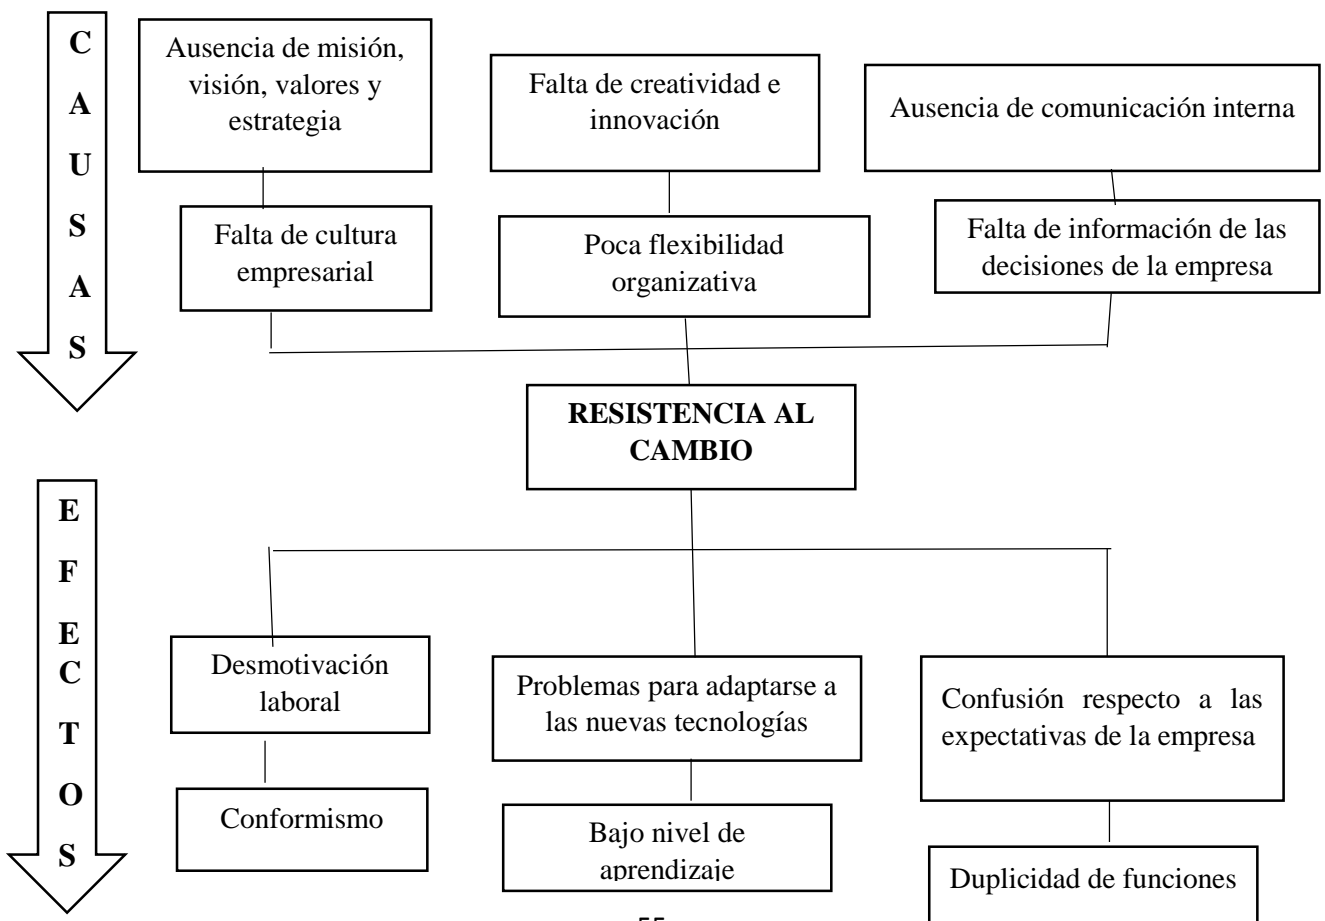 C
A
U
S
A
S
Ausencia de misión,
visión, valores y
estrategia
Falta de creatividad e
innovación
Ausencia de comunicación interna
Falta de cultura
empresarial
Poca flexibilidad
organizativa
Falta de información de las
decisiones de la empresa
RESISTENCIA AL
CAMBIO
E
F
E
C
T
O
S
Desmotivación
laboral
Problemas para adaptarse a
las nuevas tecnologías
Confusión respecto a las
expectativas de la empresa
Conformismo
Bajo nivel de
aprendizaje
Duplicidad de funciones
55